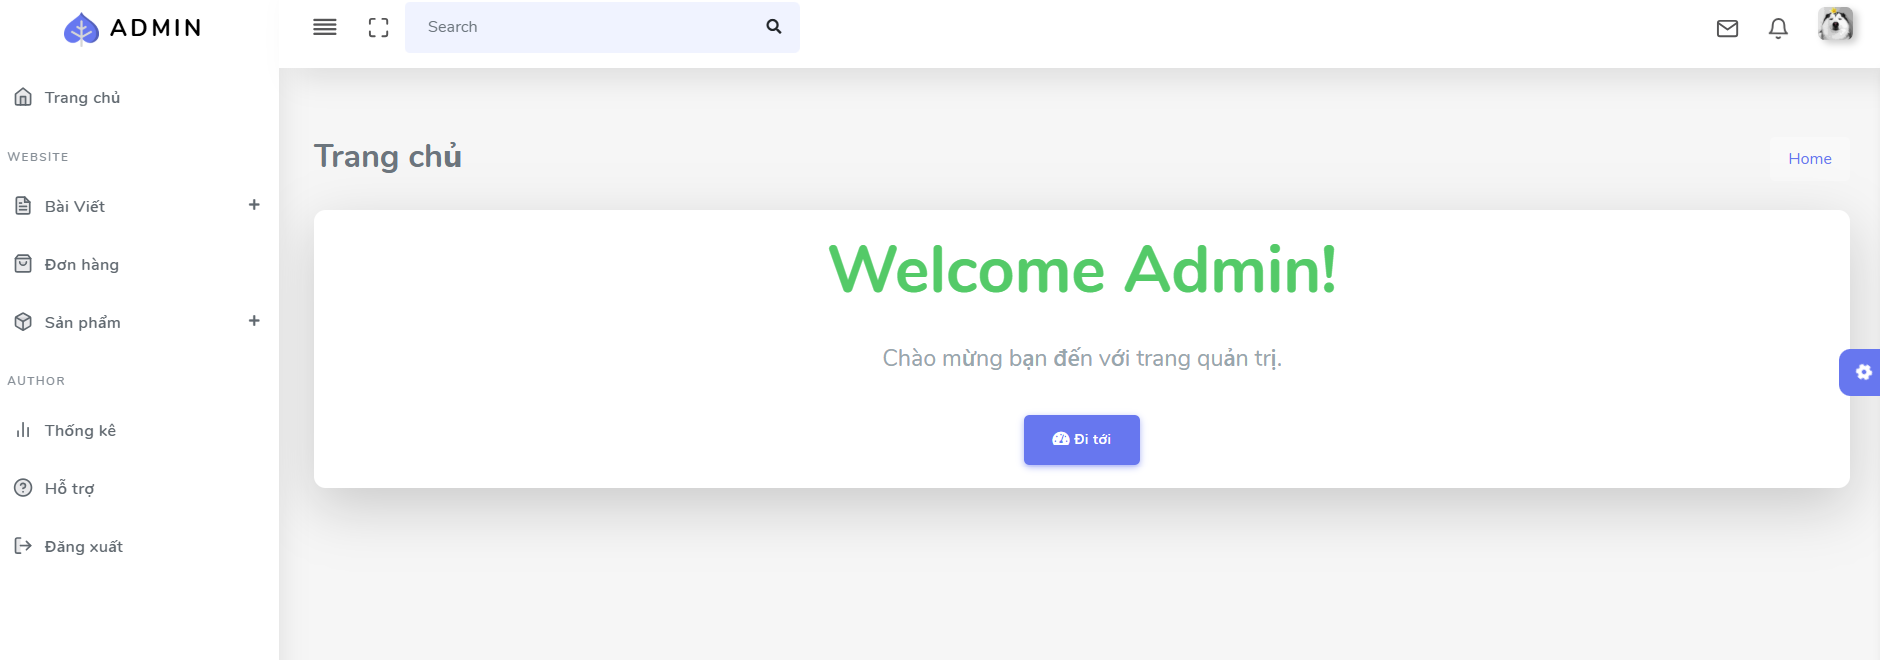 ADMIN
Search
Trang chủ
WEBSITE
Bài Viết
Đơn hàng
Sản phẩm
AUTHOR
Thống kê
Hỗ trợ
Đăng xuất
Trang chủ
Home
Welcome Admin!
Chào mừng bạn đến với trang quản trị.
Đi tới